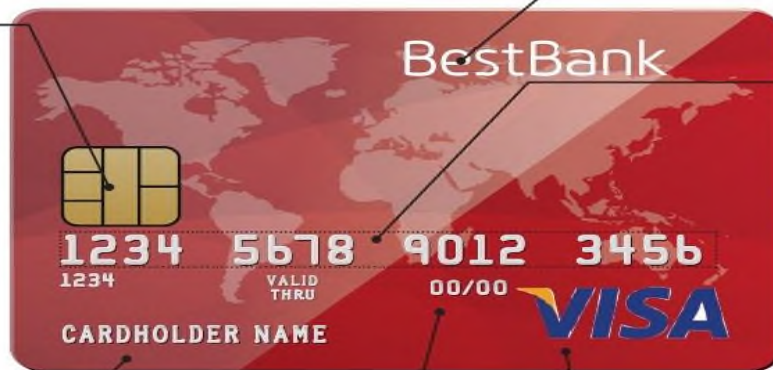 BestBank
1234 5678 9012 3456
1234 VALID THRU 00/00
CARDHOLDER NAME
VISA